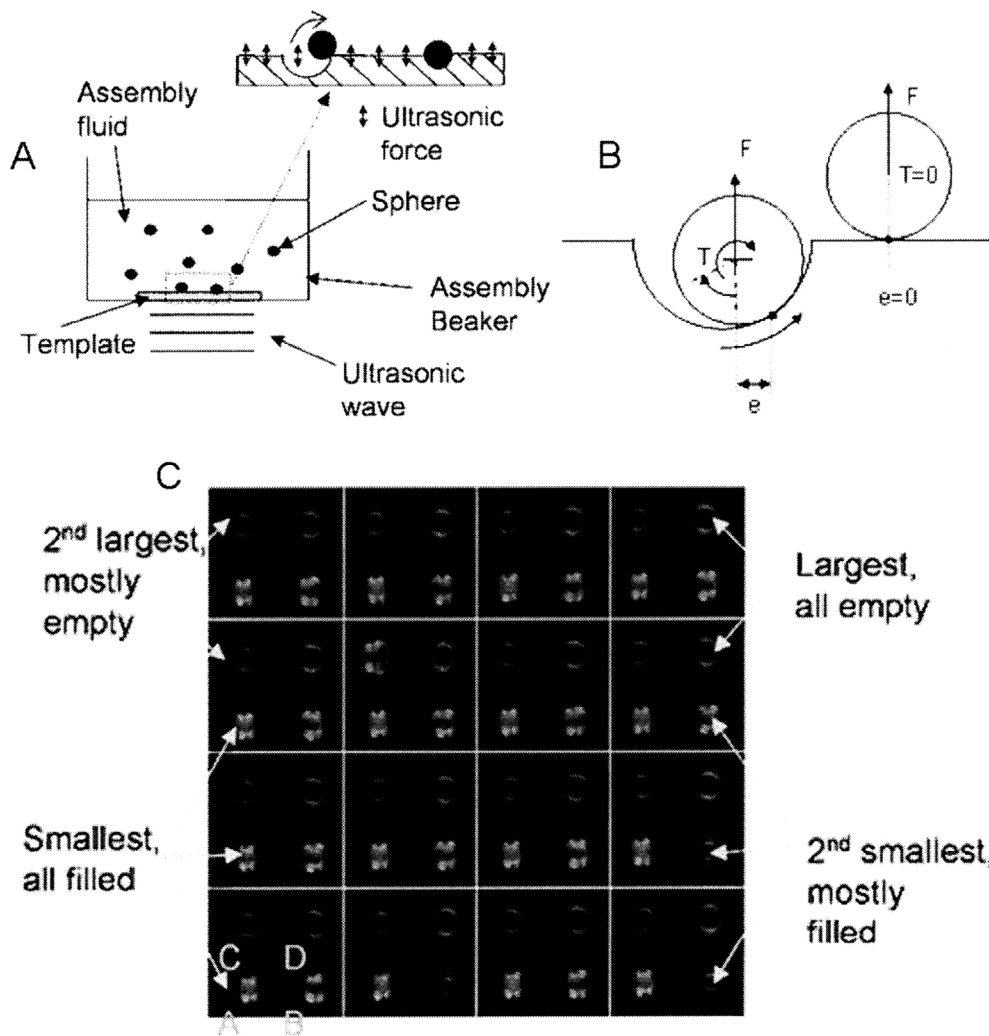 Assembly
fluid
Ultrasonic
force
A
Sphere
Assembly
Beaker
Template
Ultrasonic
wave
B
F
F
T
T=0
e=0
e
C
2nd largest,
mostly
empty
Largest,
all empty
Smallest,
all filled
2nd smallest,
mostly
filled
C D
A B